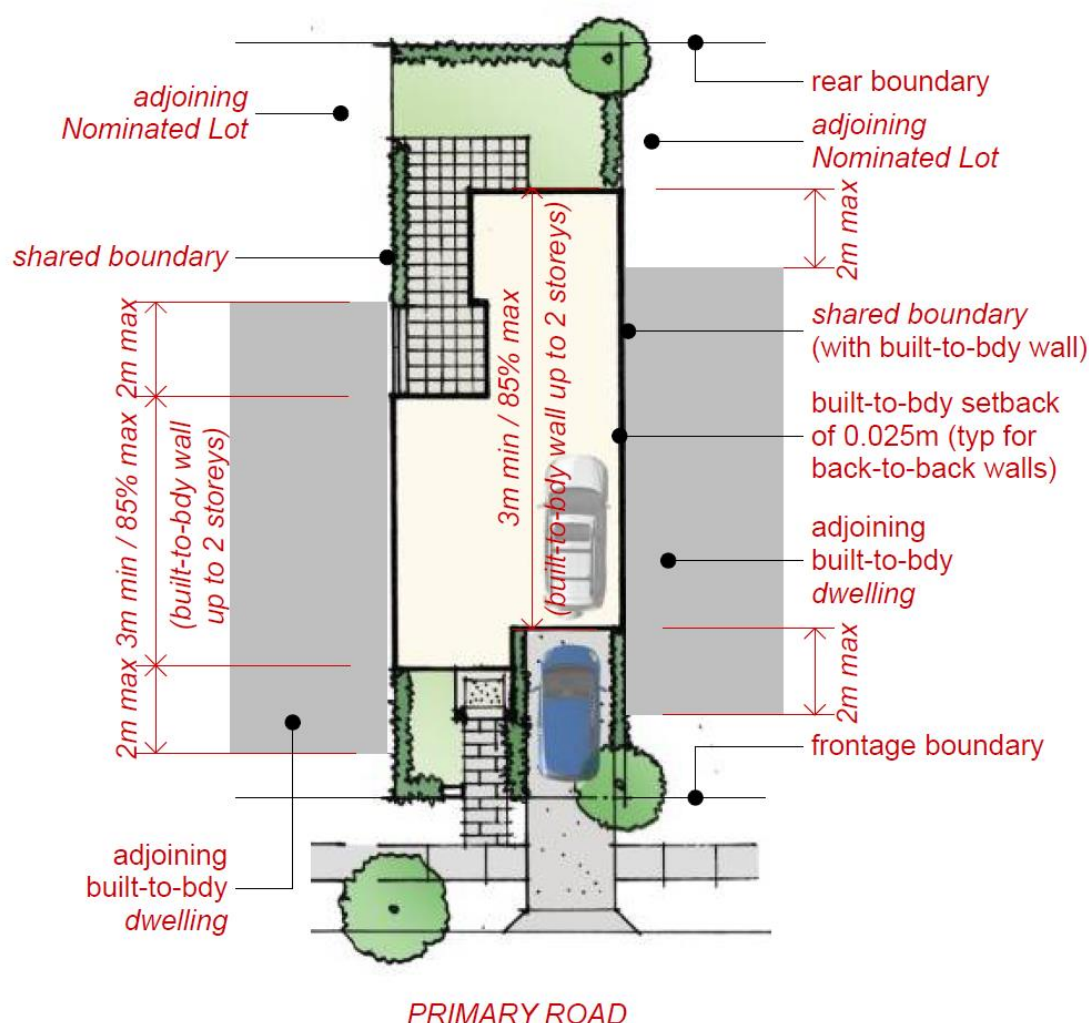 adjoining
Nominated Lot
rear boundary
adjoining
Nominated Lot
2m max
shared boundary
3m min / 85% max
(built-to-bdy wall up to 2 storeys)
2m max
shared boundary
(with built-to-bdy wall)
built-to-bdy setback
of 0.025m (typ for
back-to-back walls)
3m min / 85% max
(built-to-bdy wall
up to 2 storeys)
adjoining
built-to-bdy
dwelling
2m max
2m max
frontage boundary
adjoining
built-to-bdy
dwelling
PRIMARY ROAD